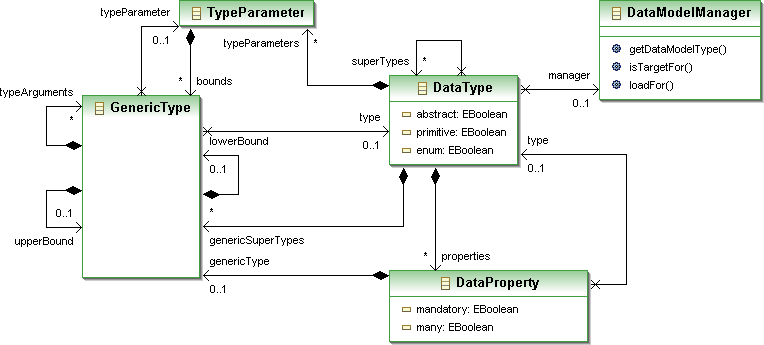 typeParameter
TypeParameter
DataModelManager
0..1
typeParameters
*
getDataModelType()
isTargetFor()
loadFor()
superTypes
*
*
bounds
typeArguments
GenericType
*
DataType
manager
0..1
abstract: EBoolean
primitive: EBoolean
enum: EBoolean
type
0..1
lowerBound
0..1
type
0..1
0..1
upperBound
*
genericSuperTypes
genericType
0..1
*
properties
DataProperty
mandatory: EBoolean
many: EBoolean